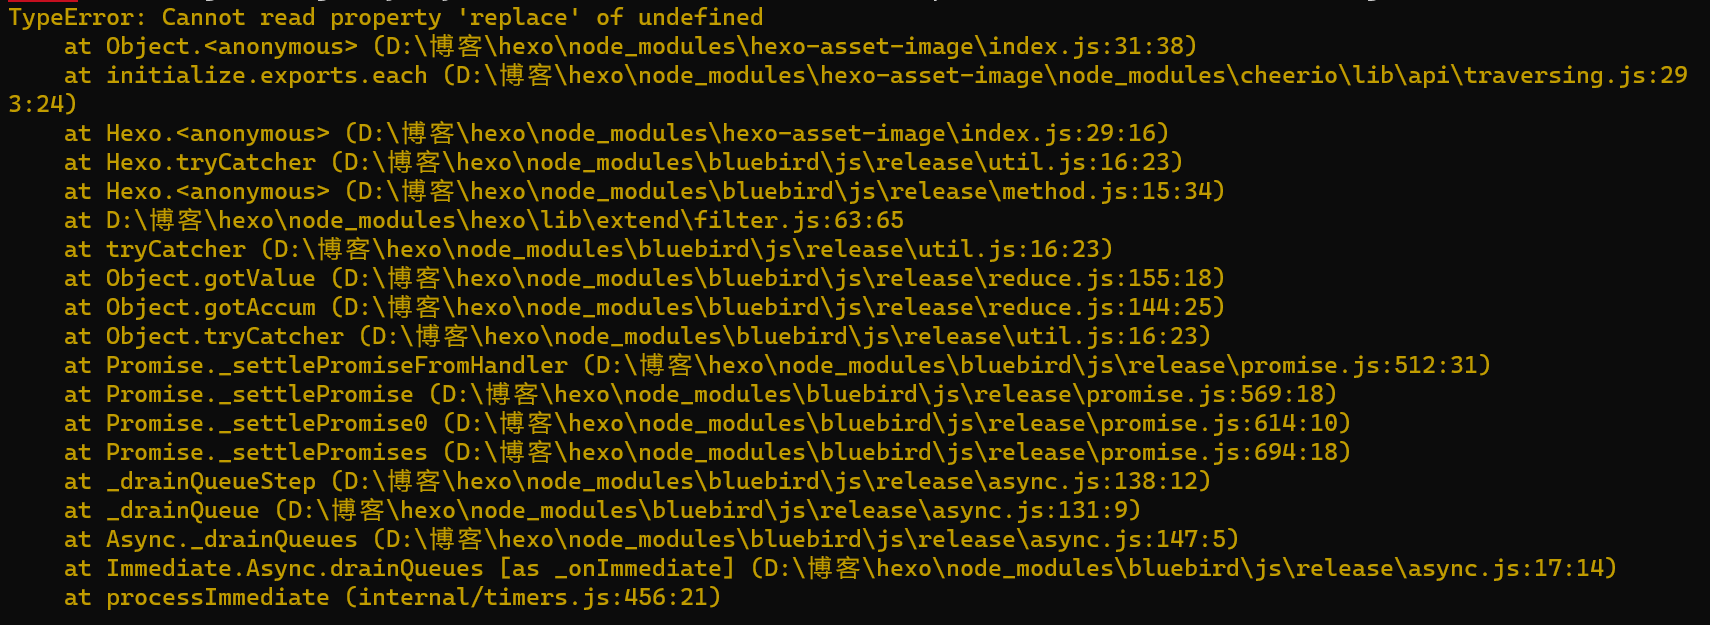 TypeError: Cannot read property 'replace' of undefined
    at Object.<anonymous> (D:\博客\hexo\node_modules\hexo-asset-image\index.js:31:38)
    at initialize.exports.each (D:\博客\hexo\node_modules\hexo-asset-image\node_modules\cheerio\lib\api\traversing.js:29
3:24)
    at Hexo.<anonymous> (D:\博客\hexo\node_modules\hexo-asset-image\index.js:29:16)
    at Hexo.tryCatcher (D:\博客\hexo\node_modules\bluebird\js\release\util.js:16:23)
    at Hexo.<anonymous> (D:\博客\hexo\node_modules\bluebird\js\release\method.js:15:34)
    at D:\博客\hexo\node_modules\hexo\lib\extend\filter.js:63:65
    at tryCatcher (D:\博客\hexo\node_modules\bluebird\js\release\util.js:16:23)
    at Object.gotValue (D:\博客\hexo\node_modules\bluebird\js\release\reduce.js:155:18)
    at Object.gotAccum (D:\博客\hexo\node_modules\bluebird\js\release\reduce.js:144:25)
    at Object.tryCatcher (D:\博客\hexo\node_modules\bluebird\js\release\util.js:16:23)
    at Promise._settlePromiseFromHandler (D:\博客\hexo\node_modules\bluebird\js\release\promise.js:512:31)
    at Promise._settlePromise (D:\博客\hexo\node_modules\bluebird\js\release\promise.js:569:18)
    at Promise._settlePromise0 (D:\博客\hexo\node_modules\bluebird\js\release\promise.js:614:10)
    at Promise._settlePromises (D:\博客\hexo\node_modules\bluebird\js\release\promise.js:694:18)
    at _drainQueueStep (D:\博客\hexo\node_modules\bluebird\js\release\async.js:138:12)
    at _drainQueue (D:\博客\hexo\node_modules\bluebird\js\release\async.js:131:9)
    at Async._drainQueues (D:\博客\hexo\node_modules\bluebird\js\release\async.js:147:5)
    at Immediate.Async.drainQueues [as _onImmediate] (D:\博客\hexo\node_modules\bluebird\js\release\async.js:17:14)
    at processImmediate (internal/timers.js:456:21)